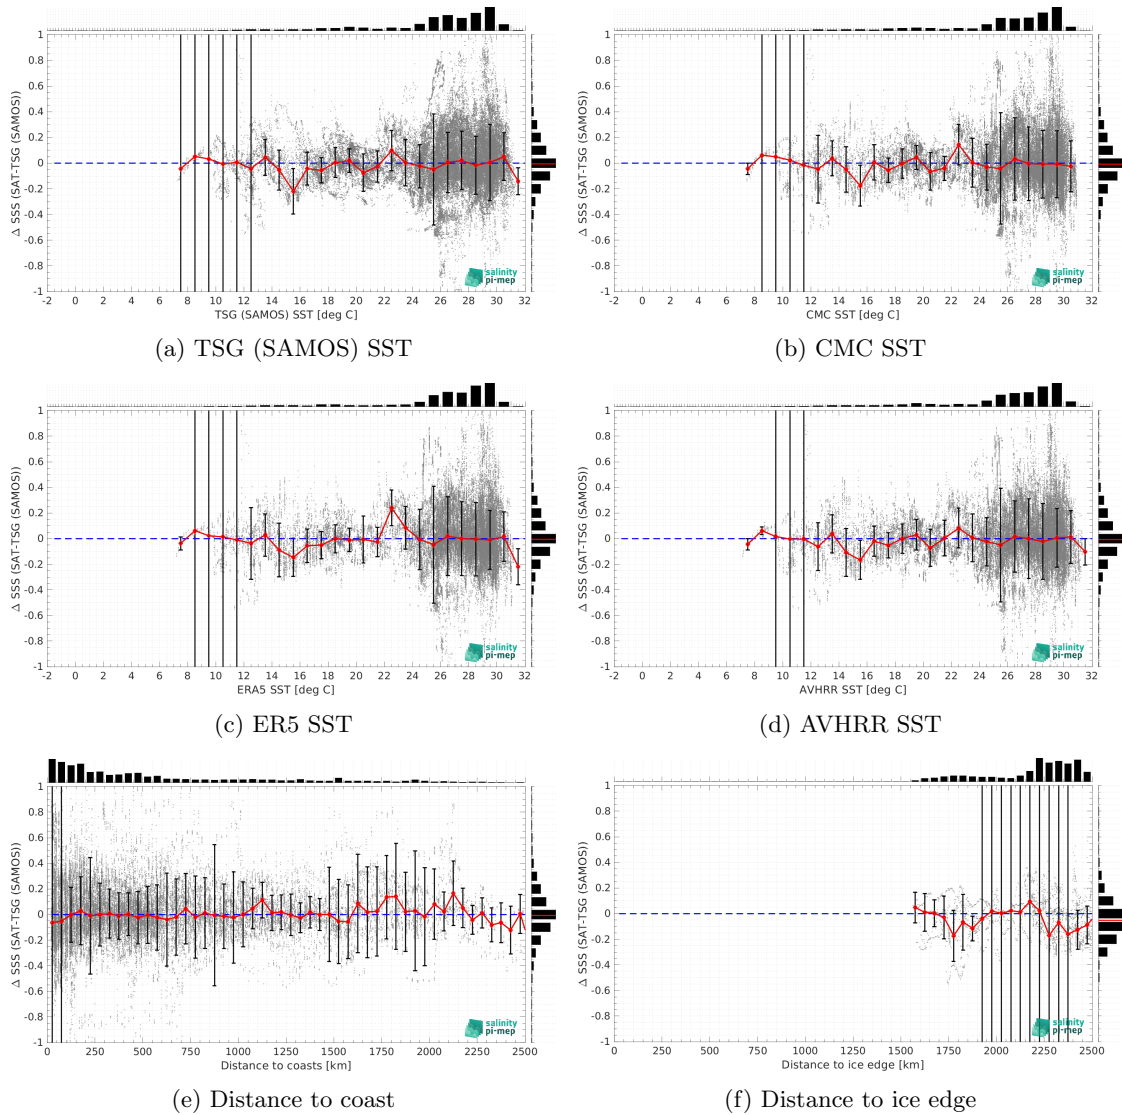 1
0.8
0.6
0.4
0.2
0
-0.2
-0.4
-0.6
-0.8
-1
Δ SSS (SAT-TSG (SAMOS))
salinity
pi-mep
-2 0 2 4 6 8 10 12 14 16 18 20 22 24 26 28 30 32
TSG (SAMOS) SST [deg C]
(a) TSG (SAMOS) SST
1
0.8
0.6
0.4
0.2
0
-0.2
-0.4
-0.6
-0.8
-1
Δ SSS (SAT-TSG (SAMOS))
salinity
pi-mep
-2 0 2 4 6 8 10 12 14 16 18 20 22 24 26 28 30 32
CMC SST [deg C]
(b) CMC SST
1
0.8
0.6
0.4
0.2
0
-0.2
-0.4
-0.6
-0.8
-1
Δ SSS (SAT-TSG (SAMOS))
salinity
pi-mep
-2 0 2 4 6 8 10 12 14 16 18 20 22 24 26 28 30 32
ERA5 SST [deg C]
(c) ER5 SST
1
0.8
0.6
0.4
0.2
0
-0.2
-0.4
-0.6
-0.8
-1
Δ SSS (SAT-TSG (SAMOS))
salinity
pi-mep
-2 0 2 4 6 8 10 12 14 16 18 20 22 24 26 28 30 32
AVHRR SST [deg C]
(d) AVHRR SST
1
0.8
0.6
0.4
0.2
0
-0.2
-0.4
-0.6
-0.8
-1
Δ SSS (SAT-TSG (SAMOS))
salinity
pi-mep
0 250 500 750 1000 1250 1500 1750 2000 2250 2500
Distance to coasts [km]
(e) Distance to coast
1
0.8
0.6
0.4
0.2
0
-0.2
-0.4
-0.6
-0.8
-1
Δ SSS (SAT-TSG (SAMOS))
salinity
pi-mep
0 250 500 750 1000 1250 1500 1750 2000 2250 2500
Distance to ice edge [km]
(f) Distance to ice edge